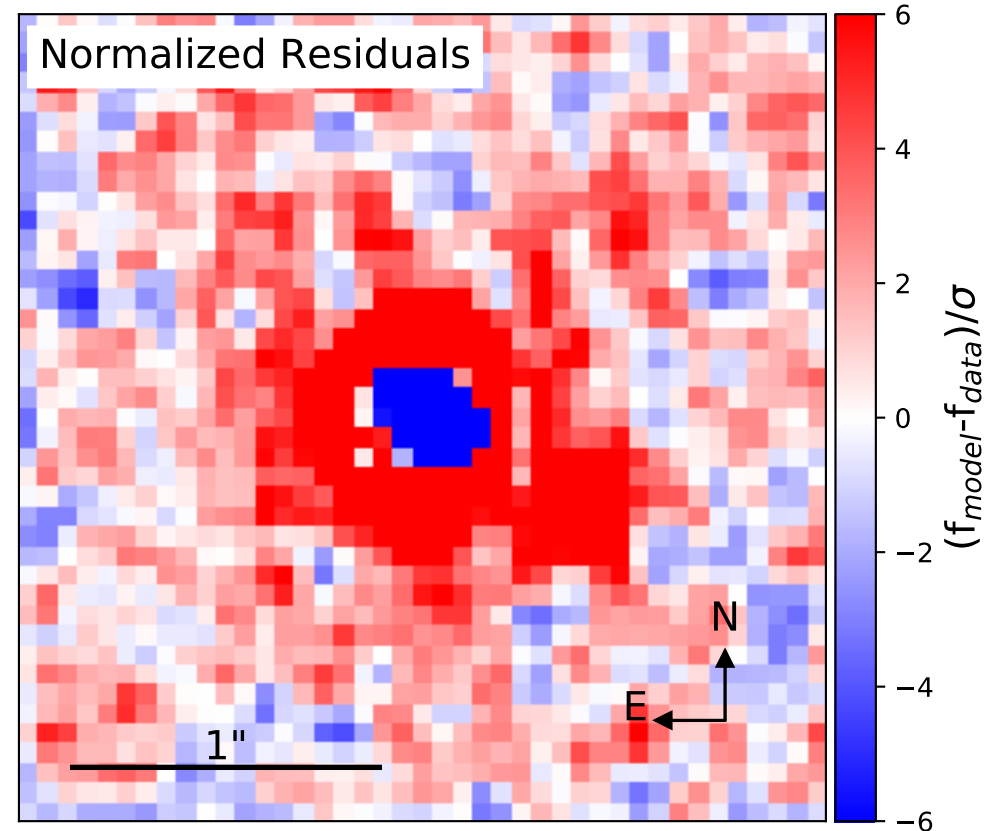 Normalized Residuals
6
4
2
0
−2
−4
−6
(f_model-f_data)/σ
N
E
1"